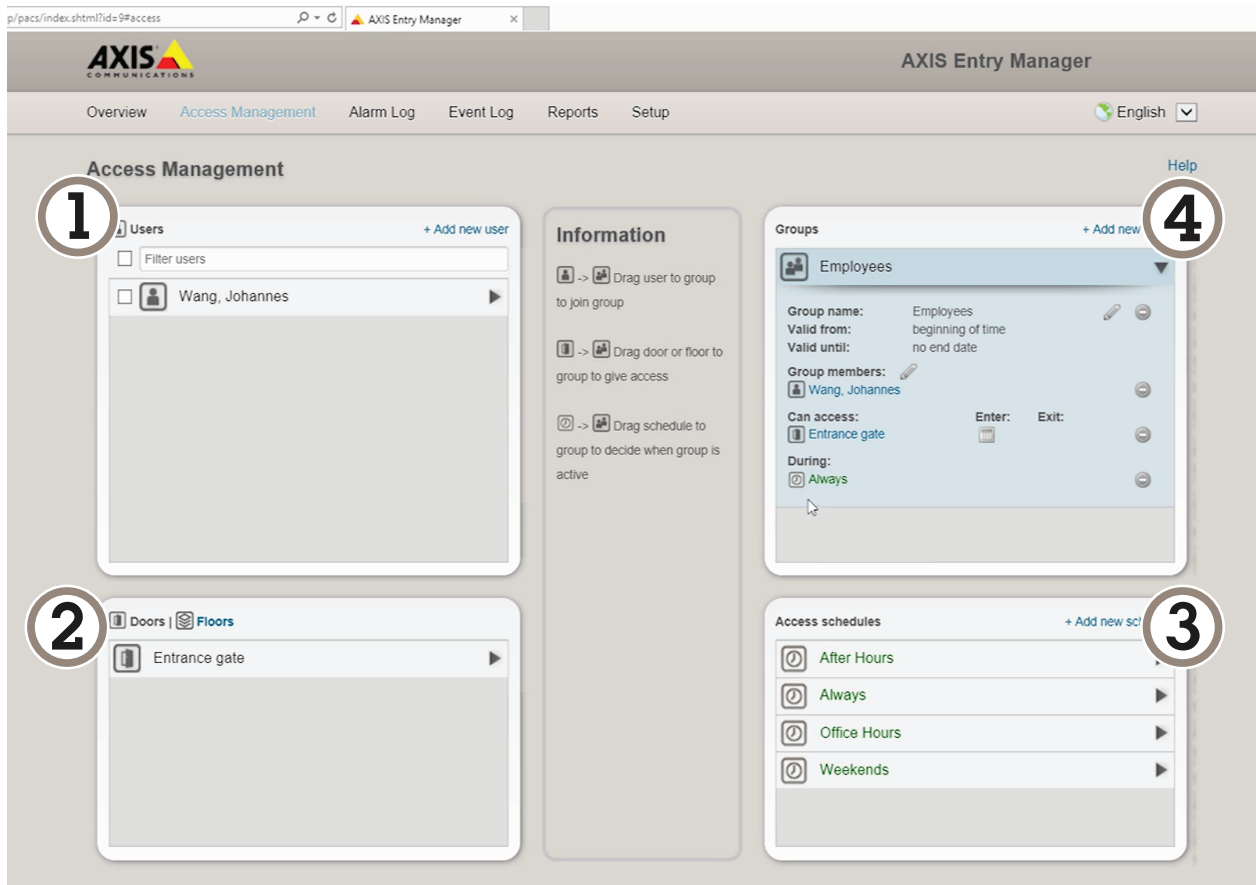 p/pacs/index.shtml?id=9#access
AXIS Entry Manager
AXIS
COMMUNICATIONS
AXIS Entry Manager
Overview Access Management Alarm Log Event Log Reports Setup
English
Access Management
Help
1
Users + Add new user
Filter users
Wang, Johannes
Information
-> Drag user to group
to join group
-> Drag door or floor to
group to give access
-> Drag schedule to
group to decide when group is
active
4
Groups + Add new
Employees
Group name: Employees
Valid from: beginning of time
Valid until: no end date
Group members:
Wang, Johannes
Can access: Enter: Exit:
Entrance gate
During:
Always
2
Doors | Floors
Entrance gate
3
Access schedules + Add new
After Hours
Always
Office Hours
Weekends